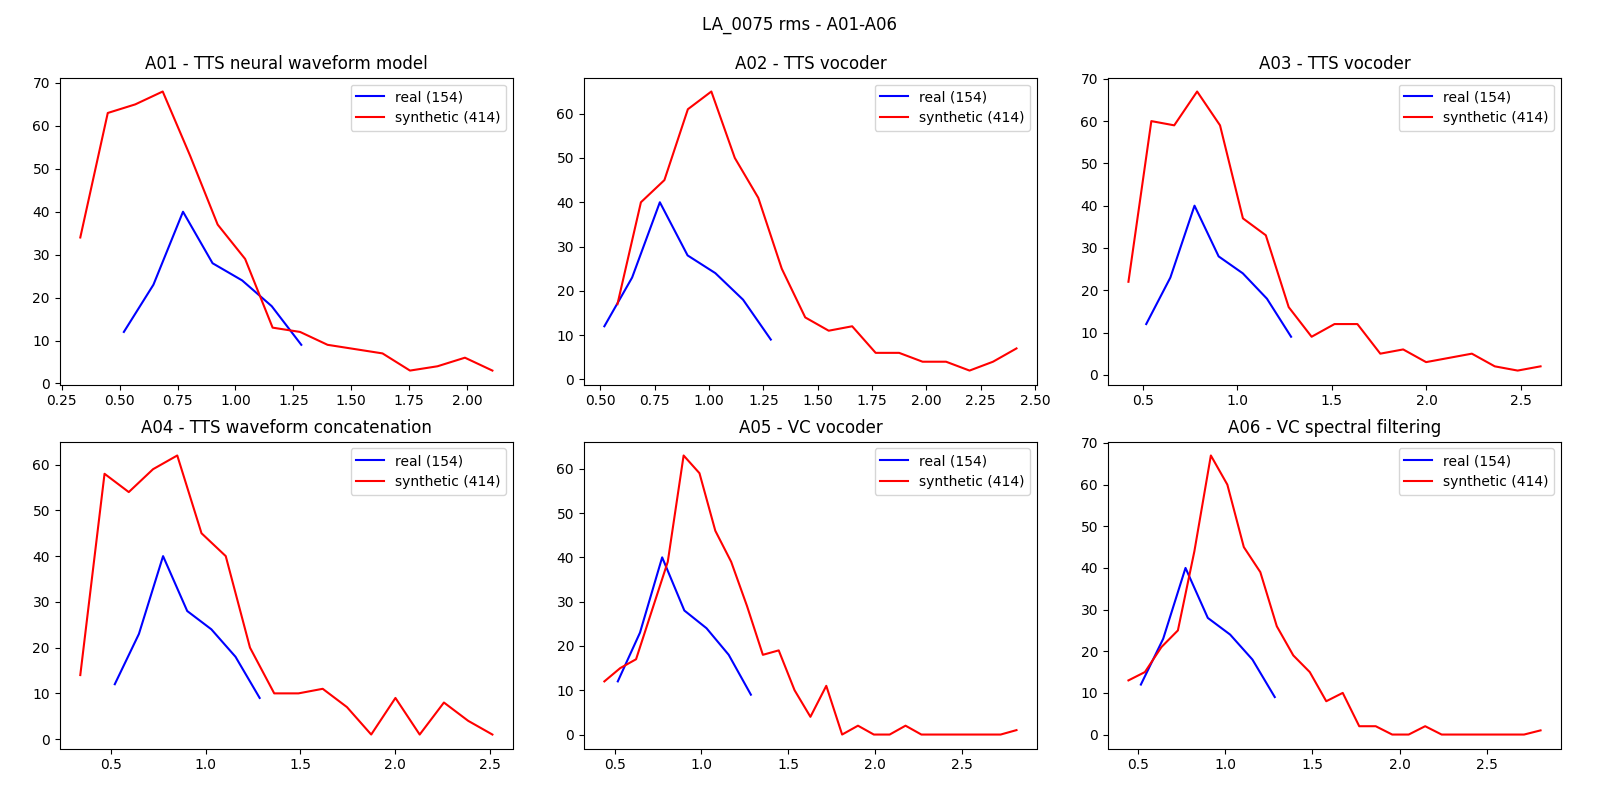 LA_0075 rms - A01-A06
A01 - TTS neural waveform model
70
60
50
40
30
20
10
0
real (154)
synthetic (414)
0.25 0.50 0.75 1.00 1.25 1.50 1.75 2.00
A02 - TTS vocoder
60
50
40
30
20
10
0
real (154)
synthetic (414)
0.50 0.75 1.00 1.25 1.50 1.75 2.00 2.25 2.50
A03 - TTS vocoder
70
60
50
40
30
20
10
0
real (154)
synthetic (414)
0.5 1.0 1.5 2.0 2.5
A04 - TTS waveform concatenation
60
50
40
30
20
10
0
real (154)
synthetic (414)
0.5 1.0 1.5 2.0 2.5
A05 - VC vocoder
60
50
40
30
20
10
0
real (154)
synthetic (414)
0.5 1.0 1.5 2.0 2.5
A06 - VC spectral filtering
70
60
50
40
30
20
10
0
real (154)
synthetic (414)
0.5 1.0 1.5 2.0 2.5